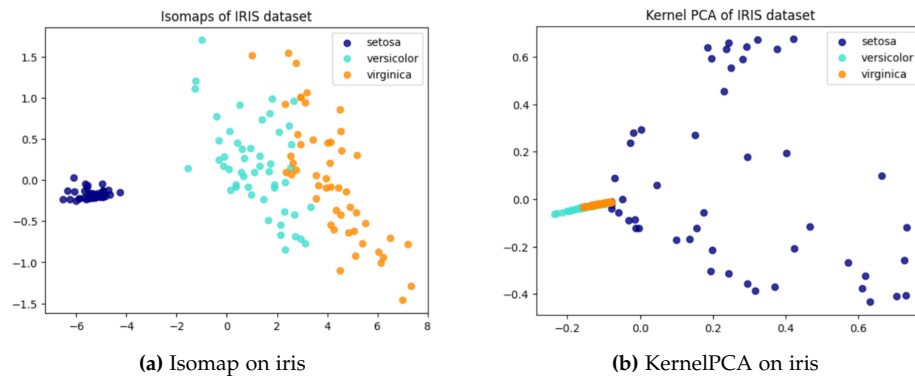 Isomaps of IRIS dataset
setosa
versicolor
virginica
1.5
1.0
0.5
0.0
−0.5
−1.0
−1.5
−6
−4
−2
0
2
4
6
8
(a) Isomap on iris
Kernel PCA of IRIS dataset
setosa
versicolor
virginica
0.6
0.4
0.2
0.0
−0.2
−0.4
−0.2
0.0
0.2
0.4
0.6
(b) KernelPCA on iris